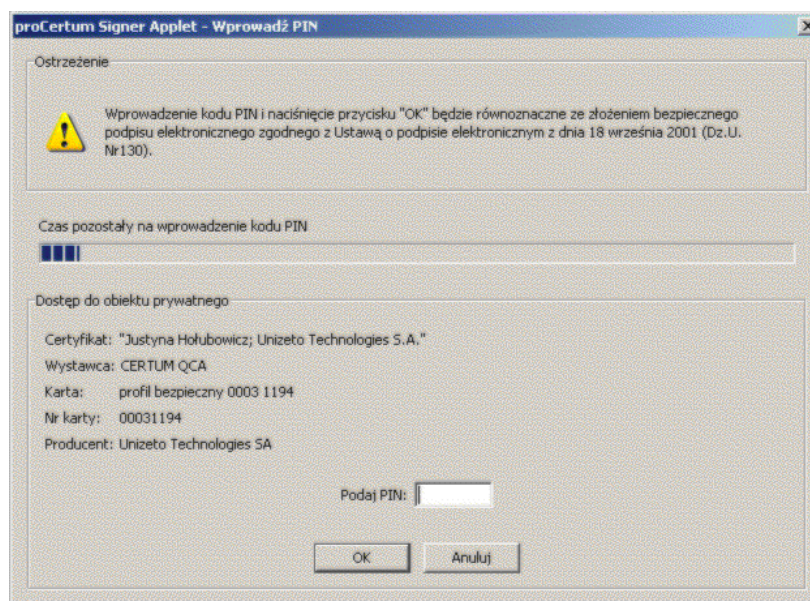 proCertum Signer Applet - Wprowadź PIN
Ostrzeżenie
Wprowadzenie kodu PIN i naciśnięcie przycisku "OK" będzie równoznaczne ze złożeniem bezpiecznego
podpisu elektronicznego zgodnego z Ustawą o podpisie elektronicznym z dnia 18 września 2001 (Dz.U.
Nr130).
Czas pozostały na wprowadzenie kodu PIN
Dostęp do obiektu prywatnego
Certyfikat: "Justyna Hołubowicz; Unizeto Technologies S.A."
Wystawca: CERTUM QCA
Karta: profil bezpieczny 0003 1194
Nr karty: 00031194
Producent: Unizeto Technologies SA
Podaj PIN:
OK Anuluj